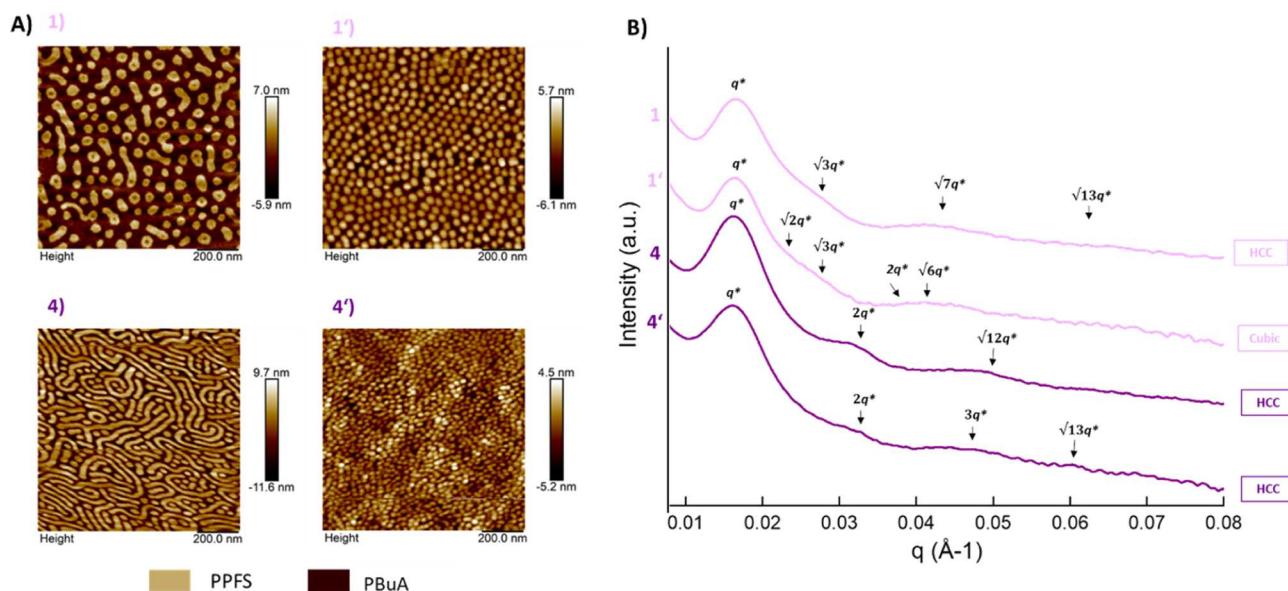 A)
1)
7.0 nm
-5.9 nm
Height
200.0 nm
1')
5.7 nm
-6.1 nm
Height
200.0 nm
4)
9.7 nm
-11.6 nm
Height
200.0 nm
4')
4.5 nm
-5.2 nm
Height
200.0 nm
PPFS
PBuA
B)
Intensity (a.u.)
1
q*
√3q*
√7q*
√13q*
HCC
1'
q*
√2q*
√3q*
2q*
√6q*
Cubic
4
q*
2q*
√12q*
HCC
4'
q*
2q*
3q*
√13q*
HCC
0.01 0.02 0.03 0.04 0.05 0.06 0.07 0.08
q (Å-1)